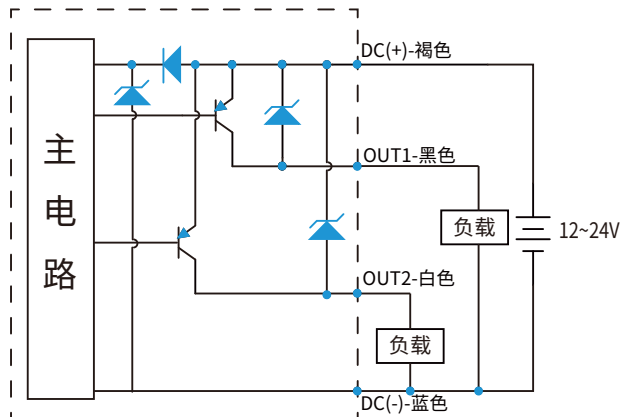 DC(+)-褐色
主电路
OUT1-黑色
负载
12~24V
OUT2-白色
负载
DC(-)-蓝色